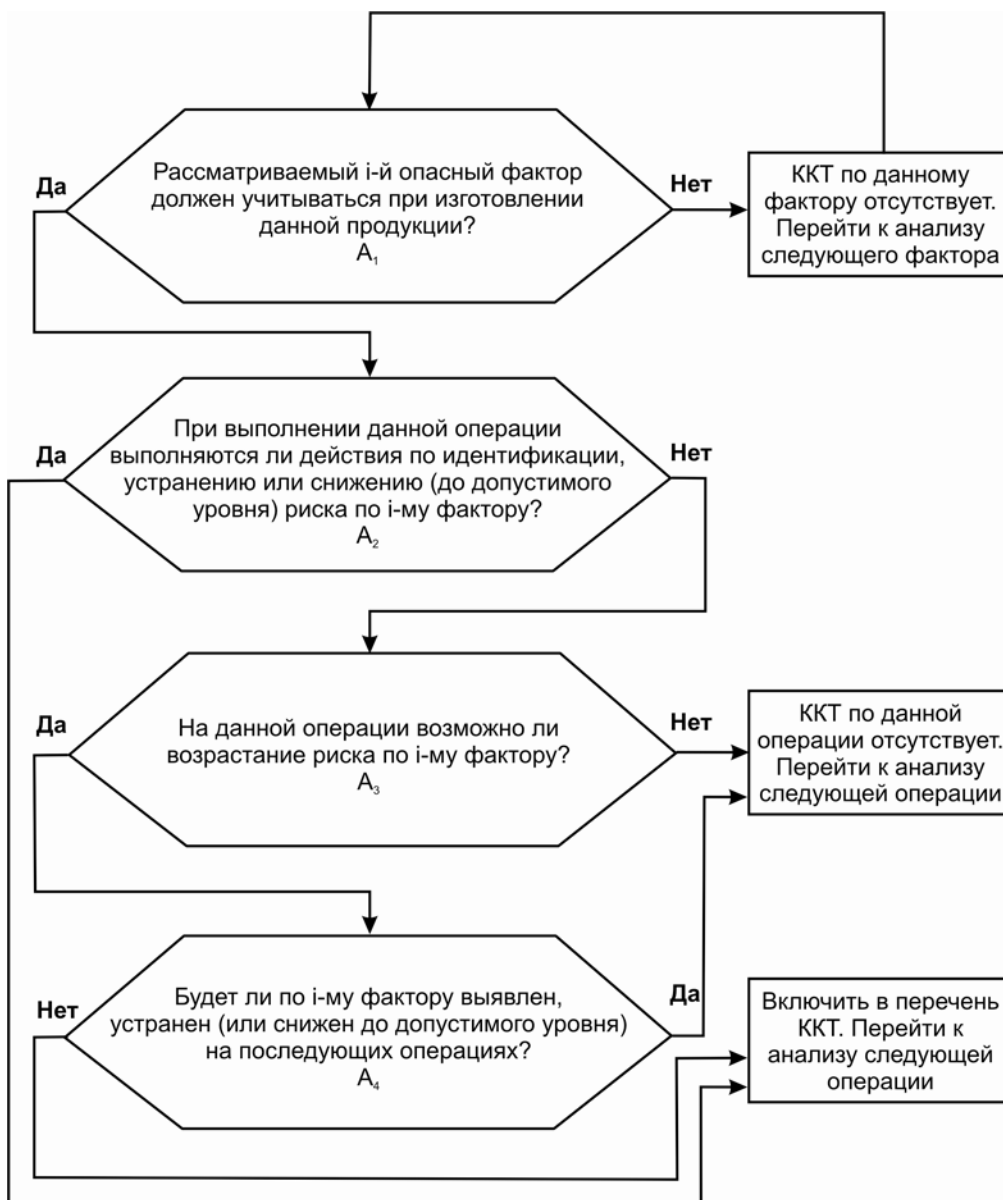 Рассматриваемый i-й опасный фактор
должен учитываться при изготовлении
данной продукции?
А₁
Да
Нет
ККТ по данному
фактору отсутствует.
Перейти к анализу
следующего фактора
При выполнении данной операции
выполняются ли действия по идентификации,
устранению или снижению (до допустимого
уровня) риска по i-му фактору?
А₂
Да
Нет
На данной операции возможно ли
возрастание риска по i-му фактору?
А₃
Да
Нет
ККТ по данной
операции отсутствует.
Перейти к анализу
следующей операции
Будет ли по i-му фактору выявлен,
устранен (или снижен до допустимого уровня)
на последующих операциях?
А₄
Нет
Да
Включить в перечень
ККТ. Перейти к
анализу следующей
операции